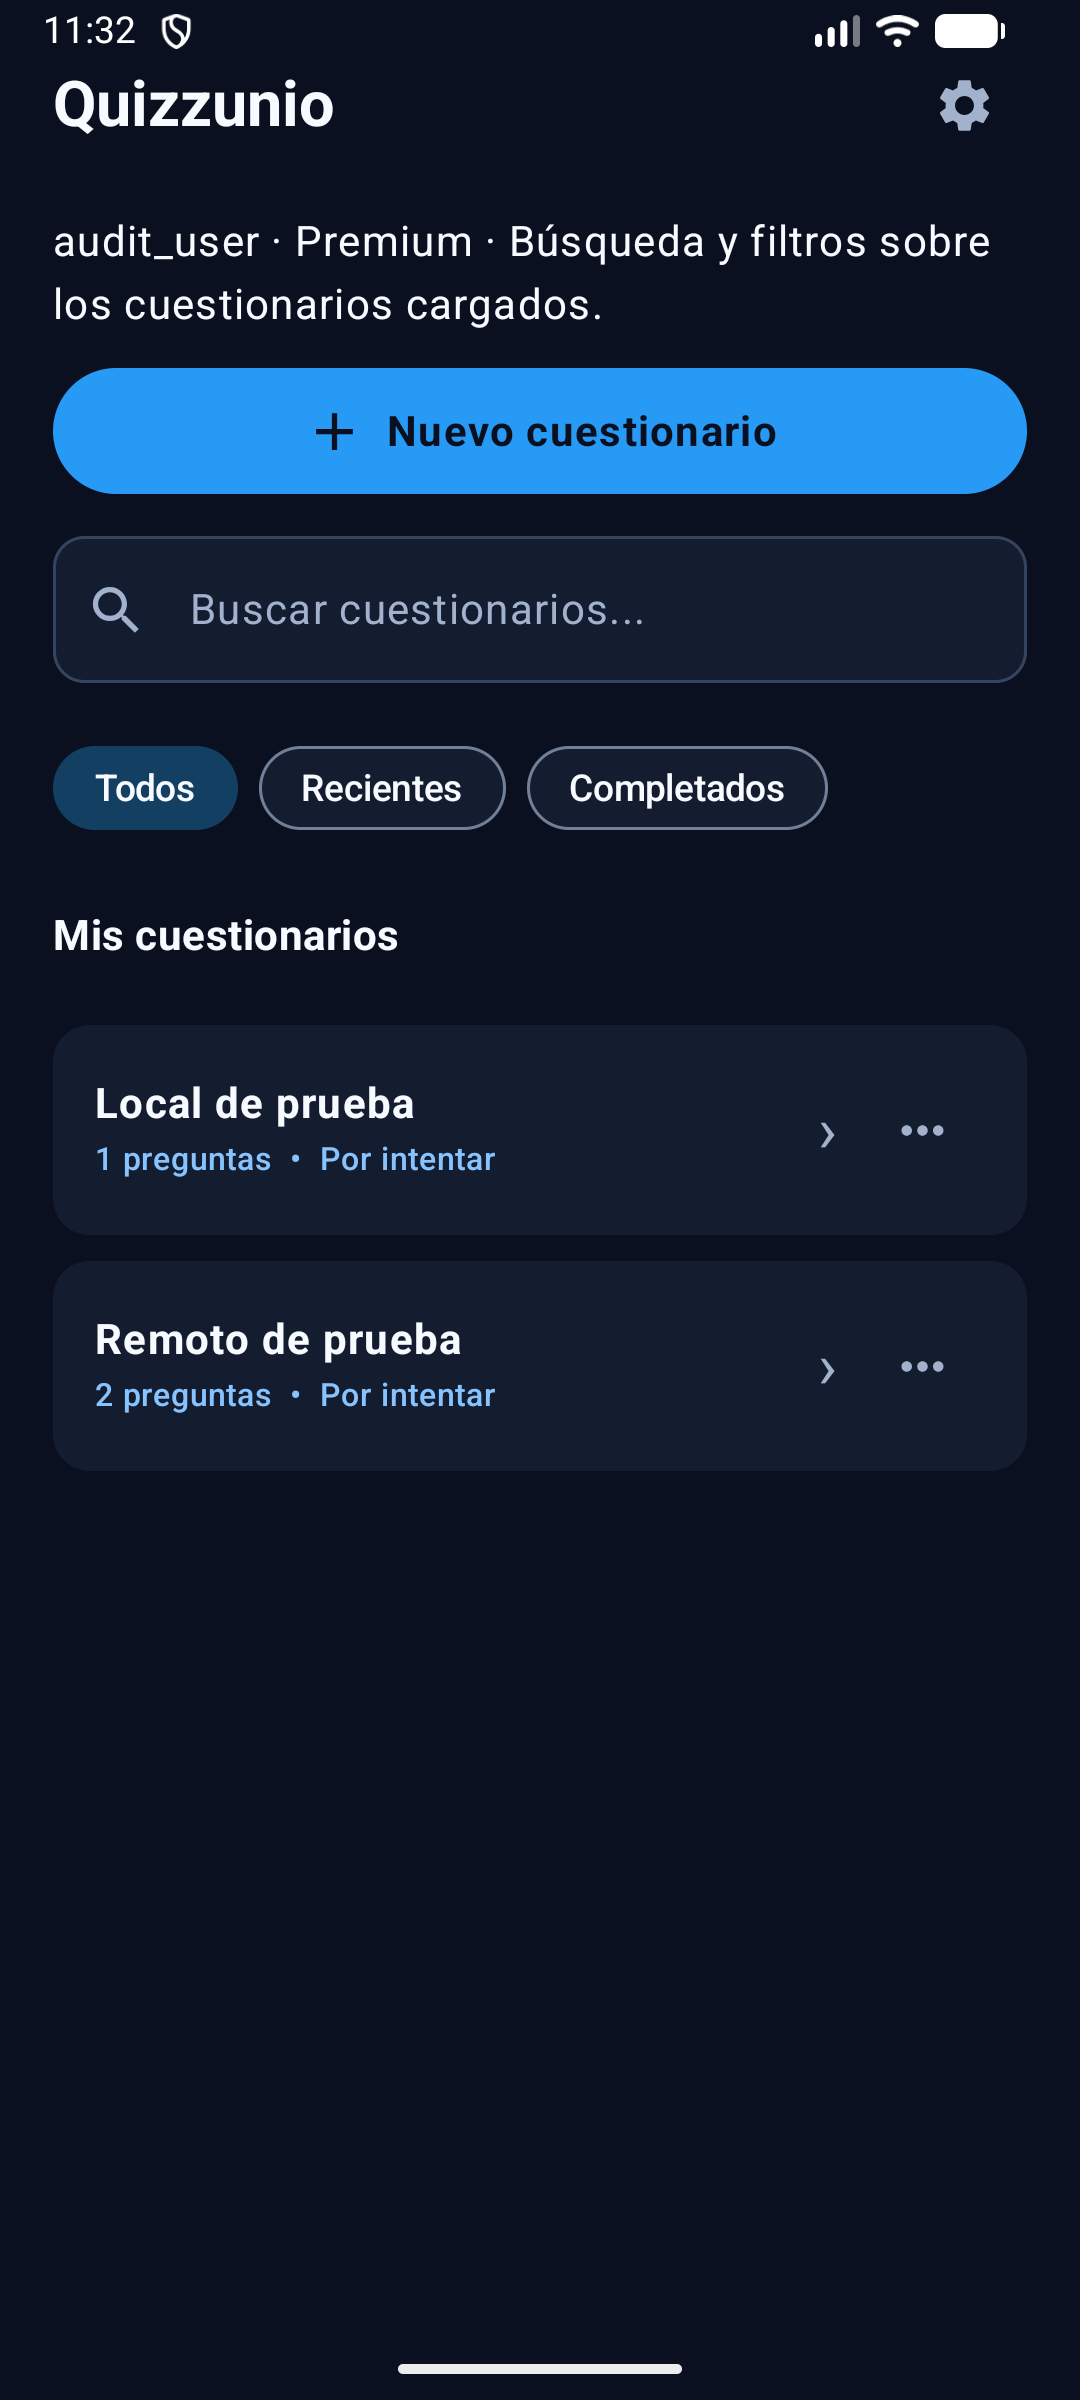 11:32
Quizzunio
audit_user · Premium · Búsqueda y filtros sobre
los cuestionarios cargados.
+ Nuevo cuestionario
Buscar cuestionarios...
Todos
Recientes
Completados
Mis cuestionarios
Local de prueba
1 preguntas • Por intentar
Remoto de prueba
2 preguntas • Por intentar